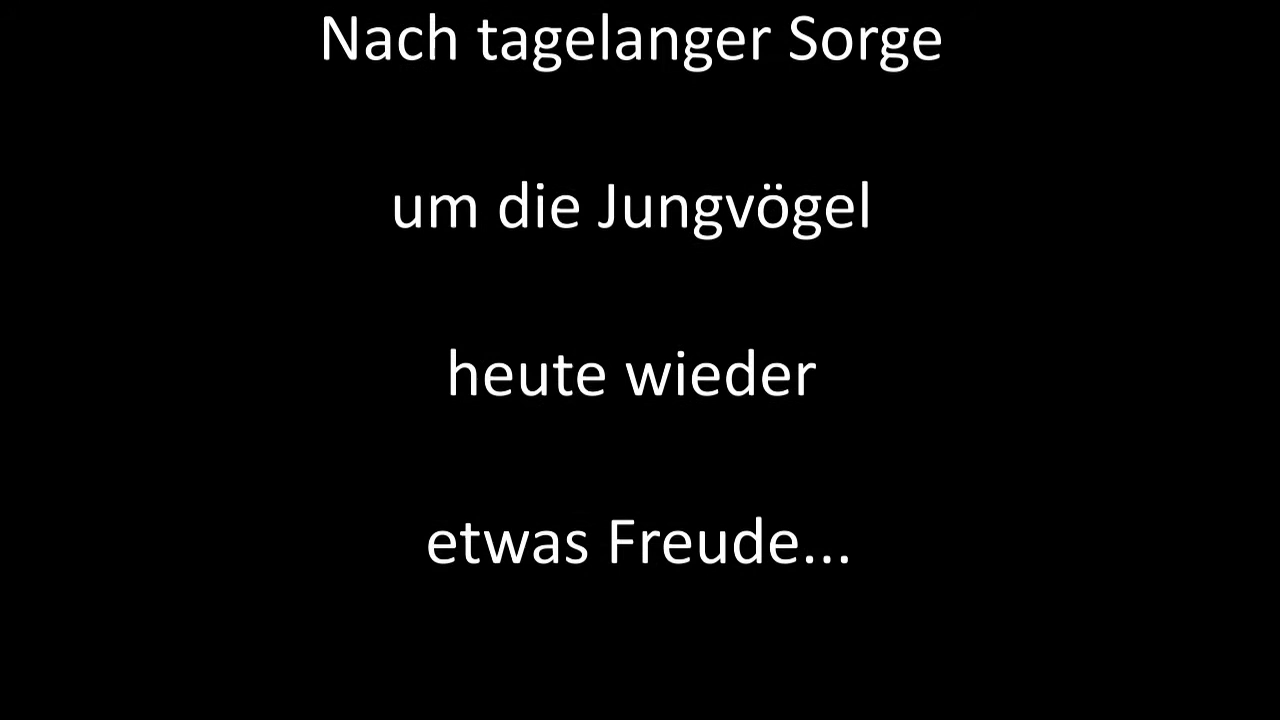 Nach tagelanger Sorge
um die Jungvögel
heute wieder
etwas Freude...